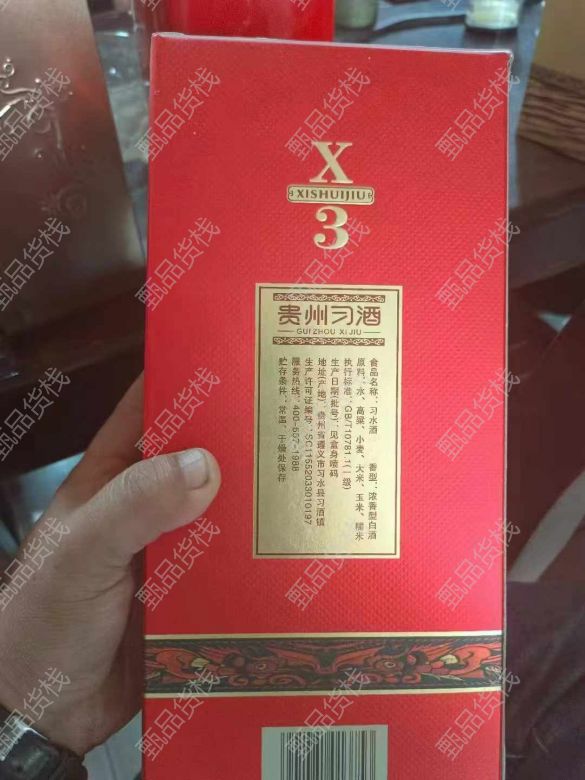 X
XISHUIJIU
3
贵州习酒
GUIZHOU XIJIU
食品名称：习水酒 香型：浓香型白酒
原料：水、高粱、小麦、大米、玉米、糯米
执行标准：GB/T10781.1(一级)
生产日期(批号)：见盒身喷码
地址(产地)：贵州省遵义市习水县习酒镇
生产许可证编号：SC11552033010197
服务热线：400-667-1988
贮存条件：常温、干燥处保存
甄品货栈